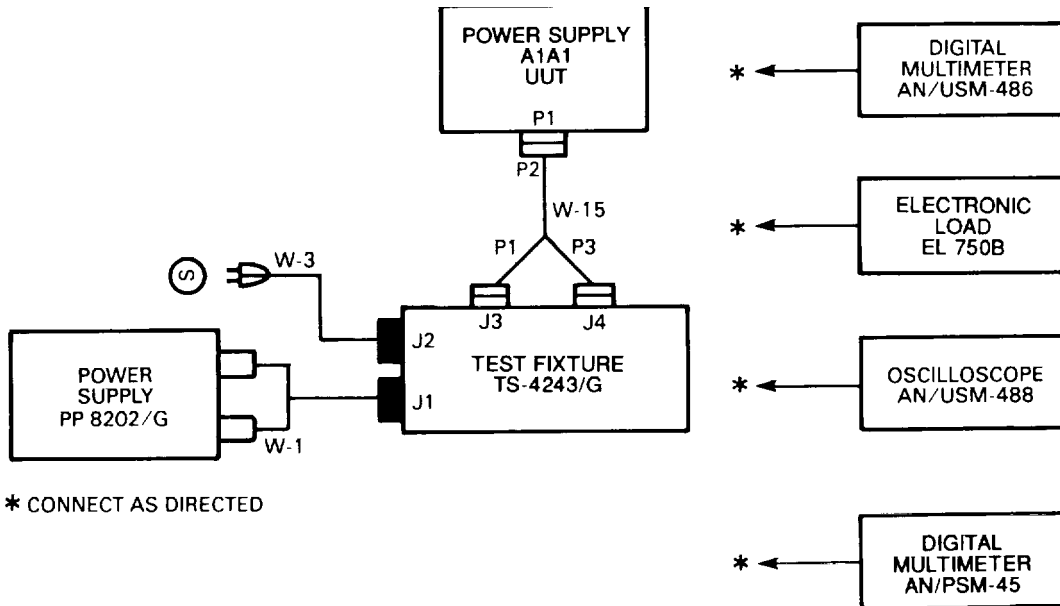 POWER SUPPLY
A1A1
UUT
P1
P2
W-15
P1
P3
W-3
S
J3
J4
J2
TEST FIXTURE
TS-4243/G
J1
POWER
SUPPLY
PP 8202/G
W-1
* CONNECT AS DIRECTED
*
DIGITAL
MULTIMETER
AN/USM-486
*
ELECTRONIC
LOAD
EL 750B
*
OSCILLOSCOPE
AN/USM-488
*
DIGITAL
MULTIMETER
AN/PSM-45